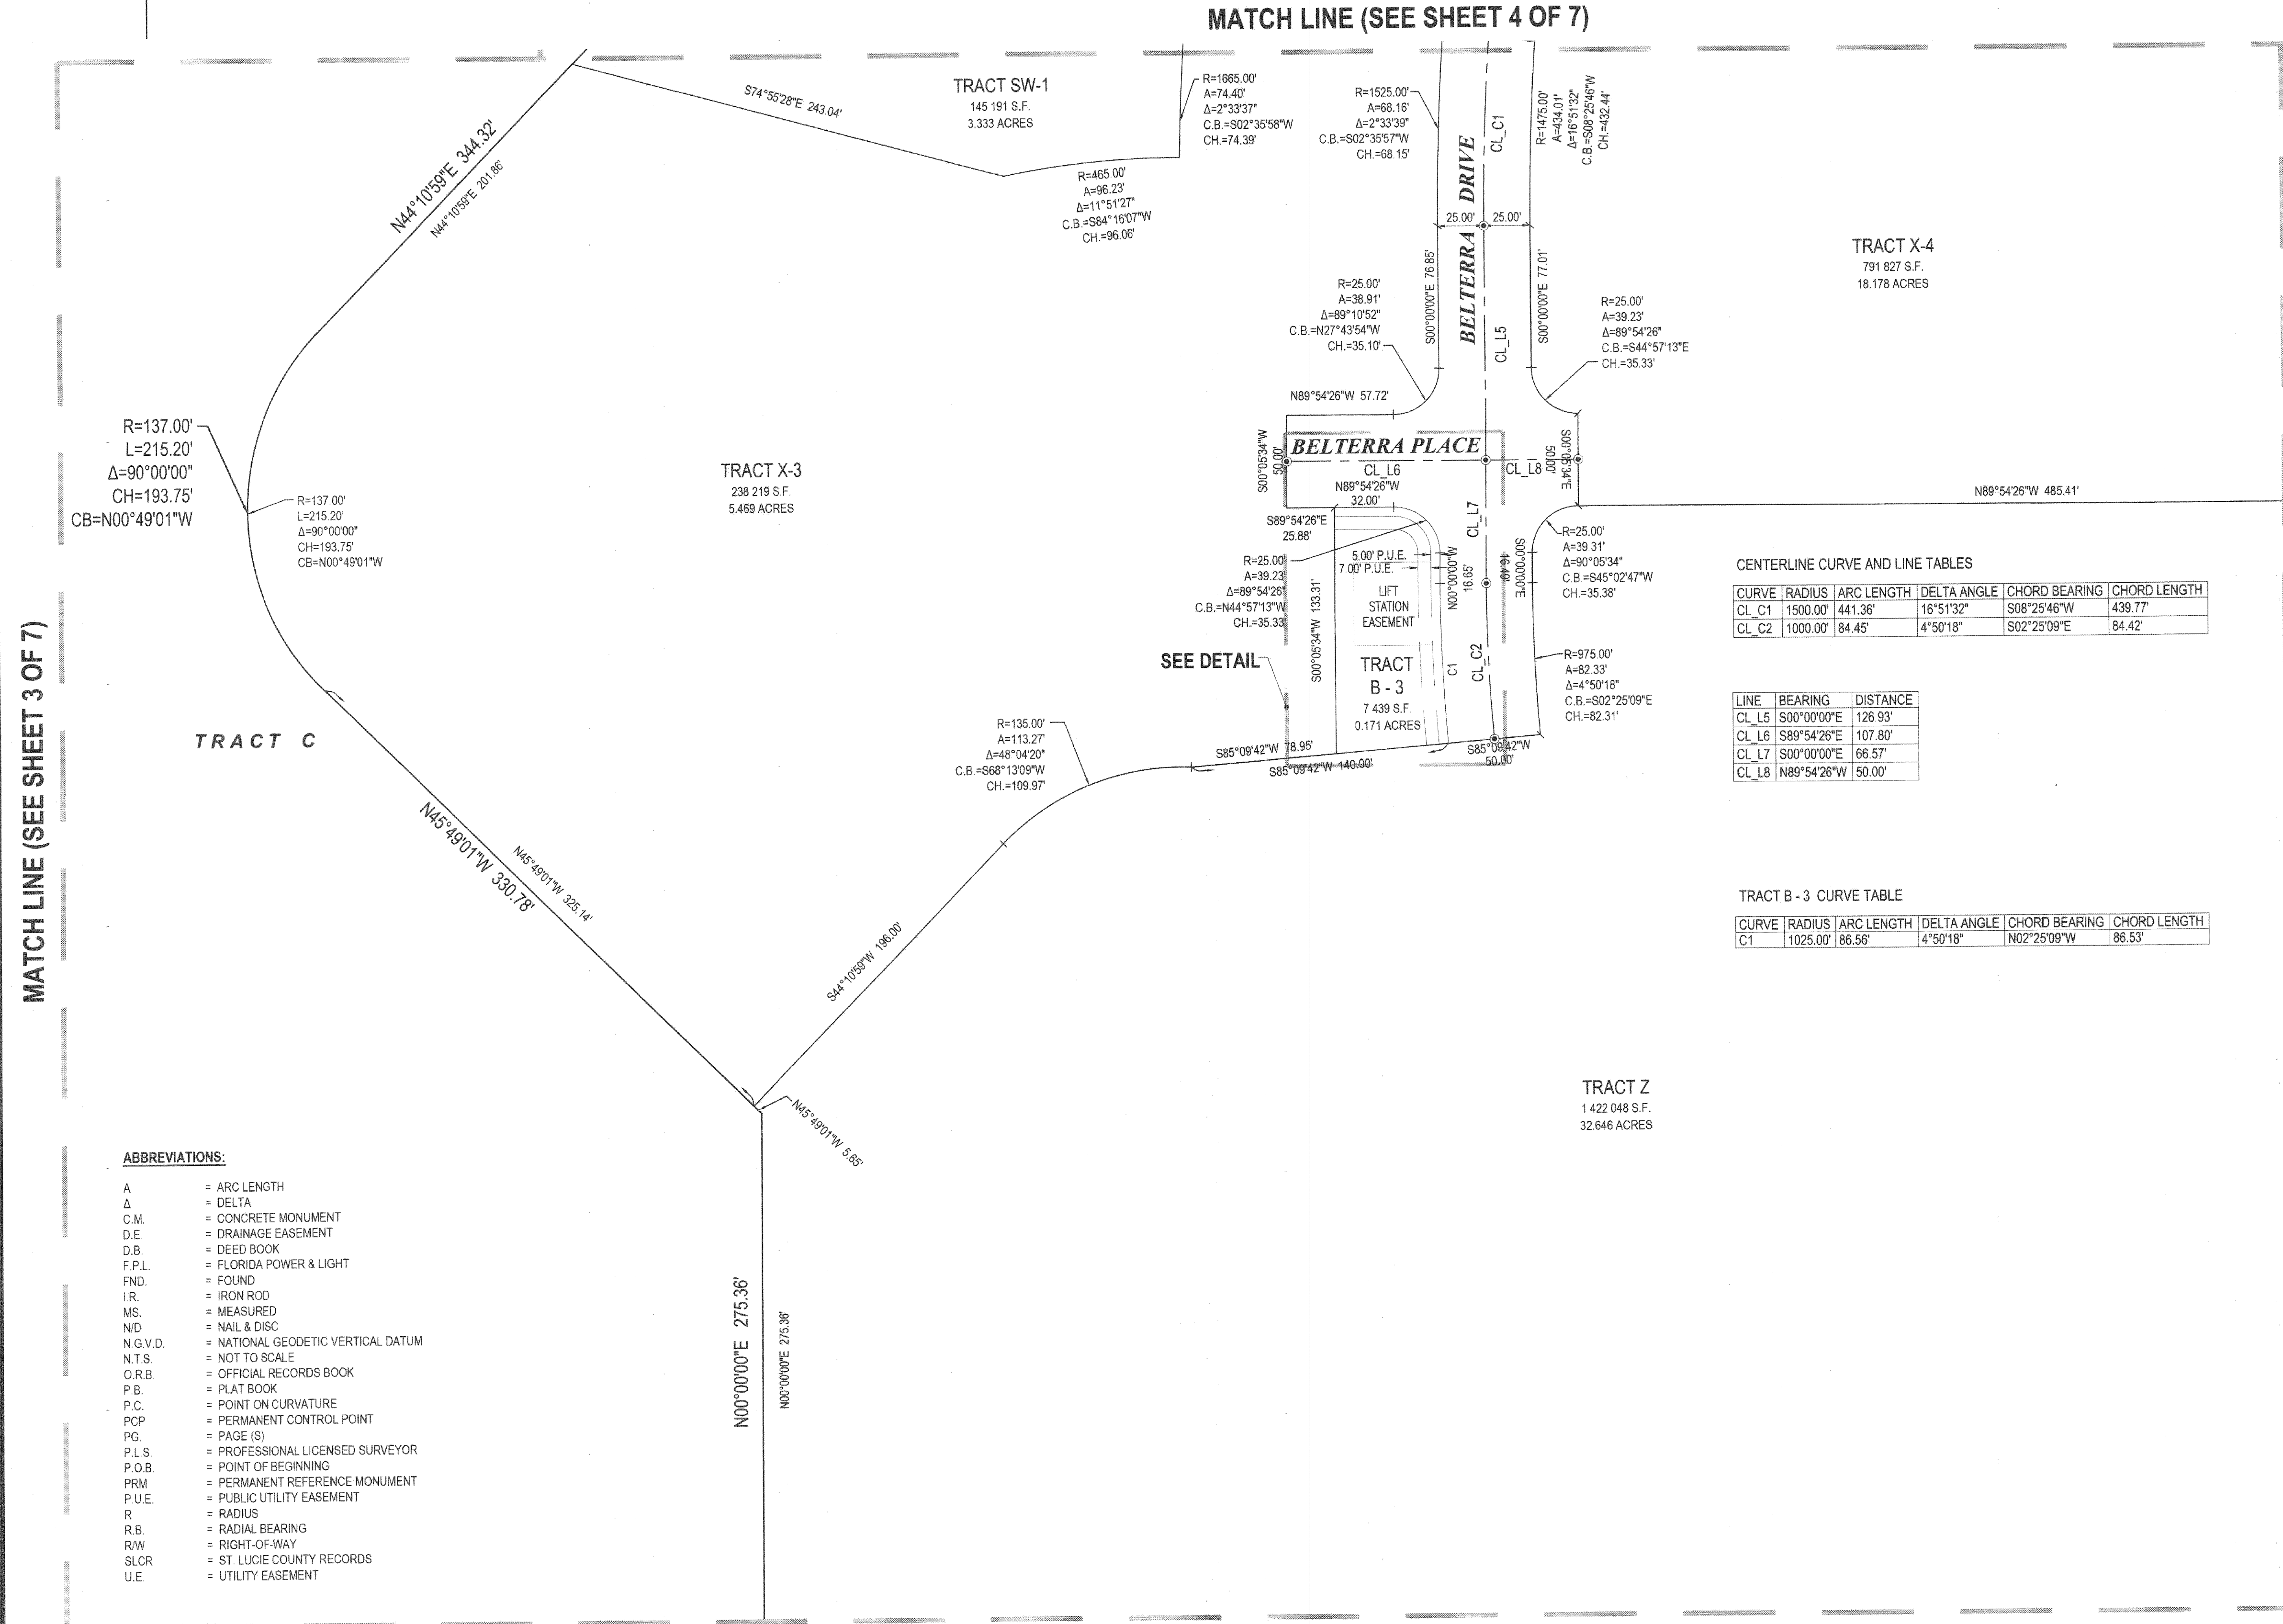 MATCH LINE (SEE SHEET 4 OF 7)
TRACT SW-1
145 191 S.F.
3.333 ACRES
S74°55'28"E 243.04'
R=1665.00'
A=74.40'
Δ=2°33'37"
C.B.=S02°35'58"W
CH.=74.39'
R=1525.00'
A=68.16'
Δ=2°33'39"
C.B.=S02°35'57"W
CH.=68.15'
CL_C1
BELTERRA DRIVE
R=1475.00'
A=434.01'
Δ=16°51'32"
C.B.=S08°25'46"W
CH.=432.44'
N44°10'59"E 344.32'
N44°10'59"E 201.86'
R=465.00'
A=96.23'
Δ=11°51'27"
C.B.=S84°16'07"W
CH.=96.06'
25.00' 25.00'
TRACT X-4
791 827 S.F.
18.178 ACRES
S00°00'00"E 76.85'
CL_L5
S00°00'00"E 77.01'
R=25.00'
A=38.91'
Δ=89°10'52"
C.B.=N27°43'54"W
CH.=35.10'
R=25.00'
A=39.23'
Δ=89°54'26"
C.B.=S44°57'13"E
CH.=35.33'
N89°54'26"W 57.72'
R=137.00'
L=215.20'
Δ=90°00'00"
CH=193.75'
CB=N00°49'01"W
R=137.00'
L=215.20'
Δ=90°00'00"
CH=193.75'
CB=N00°49'01"W
TRACT X-3
238 219 S.F.
5.469 ACRES
S00°05'34"W
50.00'
BELTERRA PLACE
CL_L6
CL_L8
S00°05'34"E
50.00'
N89°54'26"W
32.00'
N89°54'26"W 485.41'
S89°54'26"E
25.88'
CL_L7
R=25.00'
A=39.23'
Δ=89°54'26"
C.B.=N44°57'13"W
CH.=35.33'
5.00' P.U.E.
7.00' P.U.E.
LIFT
STATION
EASEMENT
N00°00'00"W
16.65'
S00°00'00"E
16.49'
R=25.00'
A=39.31'
Δ=90°05'34"
C.B.=S45°02'47"W
CH.=35.38'
S00°05'34"W 133.31'
CENTERLINE CURVE AND LINE TABLES
CURVE RADIUS ARC LENGTH DELTA ANGLE CHORD BEARING CHORD LENGTH
CL_C1 1500.00' 441.36' 16°51'32" S08°25'46"W 439.77'
CL_C2 1000.00' 84.45' 4°50'18" S02°25'09"E 84.42'
SEE DETAIL
TRACT
B - 3
7 439 S.F.
0.171 ACRES
C1
CL_C2
R=975.00'
A=82.33'
Δ=4°50'18"
C.B.=S02°25'09"E
CH.=82.31'
LINE BEARING DISTANCE
CL_L5 S00°00'00"E 126.93'
CL_L6 S89°54'26"E 107.80'
CL_L7 S00°00'00"E 66.57'
CL_L8 N89°54'26"W 50.00'
MATCH LINE (SEE SHEET 3 OF 7)
TRACT C
R=135.00'
A=113.27'
Δ=48°04'20"
C.B.=S68°13'09"W
CH.=109.97'
S85°09'42"W 78.95'
S85°09'42"W 140.00'
S85°09'42"W
50.00'
N45°49'01"W 330.78'
N45°49'01"W 325.14'
S44°10'59"W 196.00'
TRACT B - 3 CURVE TABLE
CURVE RADIUS ARC LENGTH DELTA ANGLE CHORD BEARING CHORD LENGTH
C1 1025.00' 86.56' 4°50'18" N02°25'09"W 86.53'
N45°49'01"W 5.65'
TRACT Z
1 422 048 S.F.
32.646 ACRES
N00°00'00"E 275.36'
N00°00'00"E 275.36'
ABBREVIATIONS:
A = ARC LENGTH
Δ = DELTA
C.M. = CONCRETE MONUMENT
D.E. = DRAINAGE EASEMENT
D.B. = DEED BOOK
F.P.L. = FLORIDA POWER & LIGHT
FND. = FOUND
I.R. = IRON ROD
MS. = MEASURED
N/D = NAIL & DISC
N.G.V.D. = NATIONAL GEODETIC VERTICAL DATUM
N.T.S. = NOT TO SCALE
O.R.B. = OFFICIAL RECORDS BOOK
P.B. = PLAT BOOK
P.C. = POINT ON CURVATURE
PCP = PERMANENT CONTROL POINT
PG. = PAGE (S)
P.L.S. = PROFESSIONAL LICENSED SURVEYOR
P.O.B. = POINT OF BEGINNING
PRM = PERMANENT REFERENCE MONUMENT
P.U.E. = PUBLIC UTILITY EASEMENT
R = RADIUS
R.B. = RADIAL BEARING
R/W = RIGHT-OF-WAY
SLCR = ST. LUCIE COUNTY RECORDS
U.E. = UTILITY EASEMENT